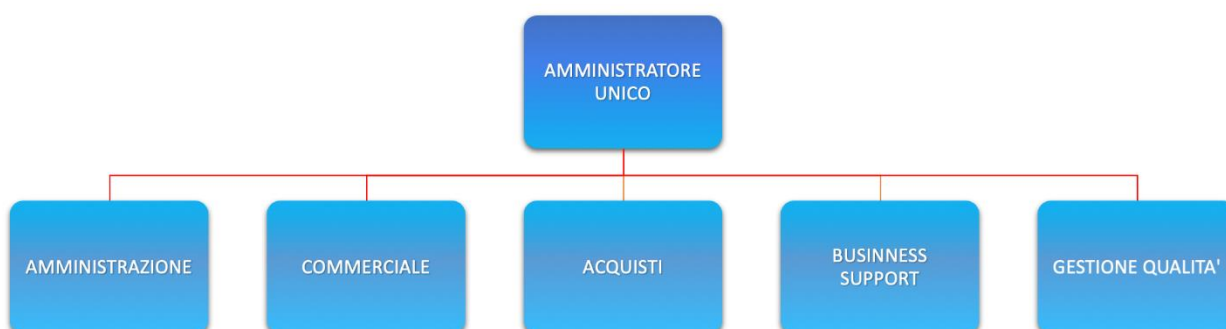 AMMINISTRATORE
UNICO
AMMINISTRAZIONE
COMMERCIALE
ACQUISTI
BUSINNESS
SUPPORT
GESTIONE QUALITA'